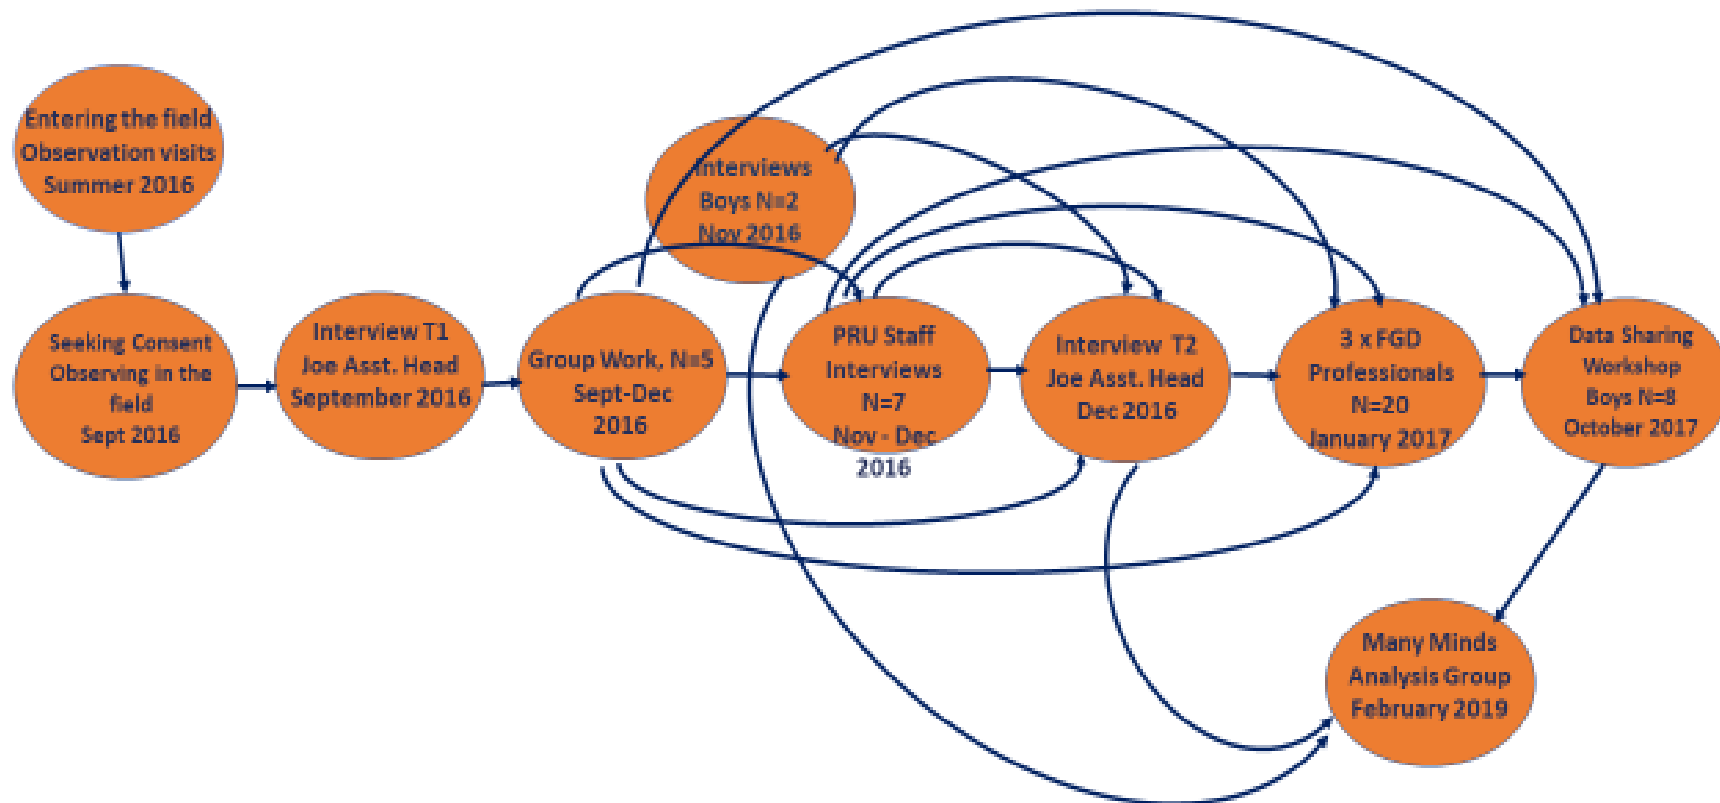 Entering the field
Observation visits
Summer 2016
Interviews
Boys N=2
Nov 2016
Seeking Consent
Observing in the
field
Sept 2016
Interview T1
Joe Asst. Head
September 2016
Group Work, N=5
Sept-Dec
2016
PRU Staff
Interviews
N=7
Nov - Dec
2016
Interview T2
Joe Asst. Head
Dec 2016
3 x FGD
Professionals
N=20
January 2017
Data Sharing
Workshop
Boys N=8
October 2017
Many Minds
Analysis Group
February 2019